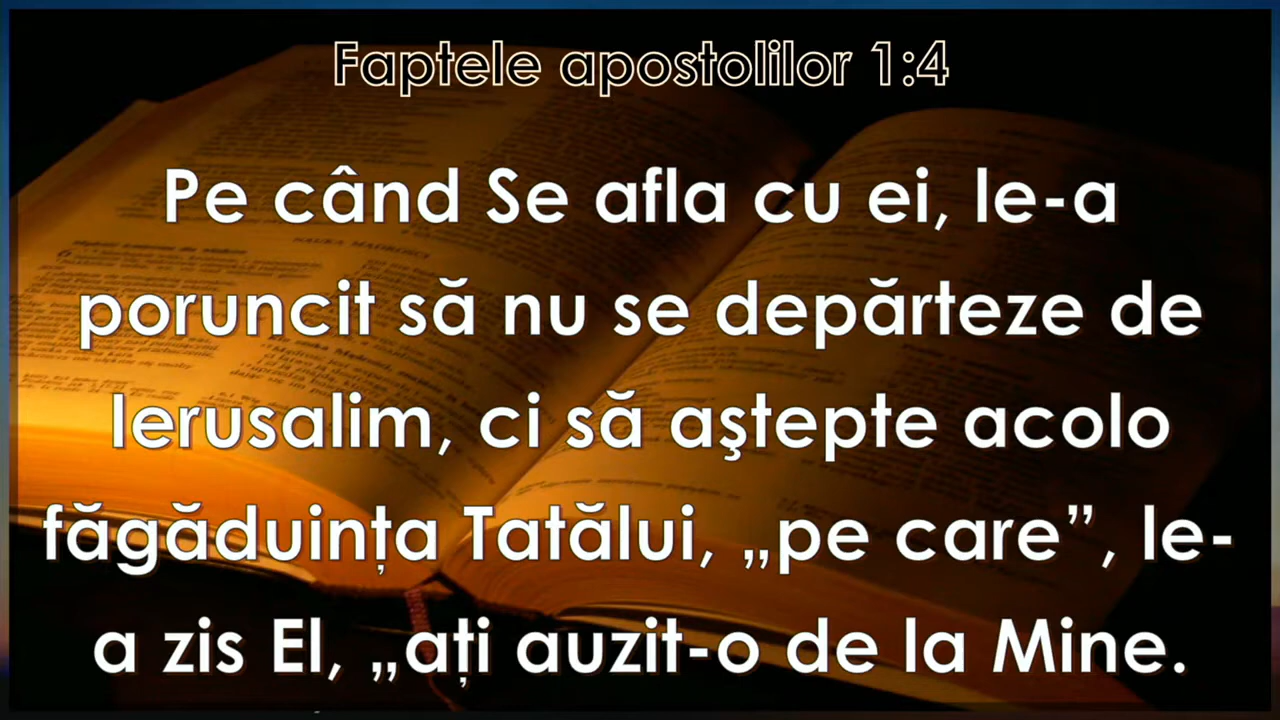 Faptele apostolilor 1:4
Pe când Se afla cu ei, le-a
poruncit să nu se depărteze de
Ierusalim, ci să aştepte acolo
făgăduința Tatălui, „pe care”, le-
a zis El, „ați auzit-o de la Mine.